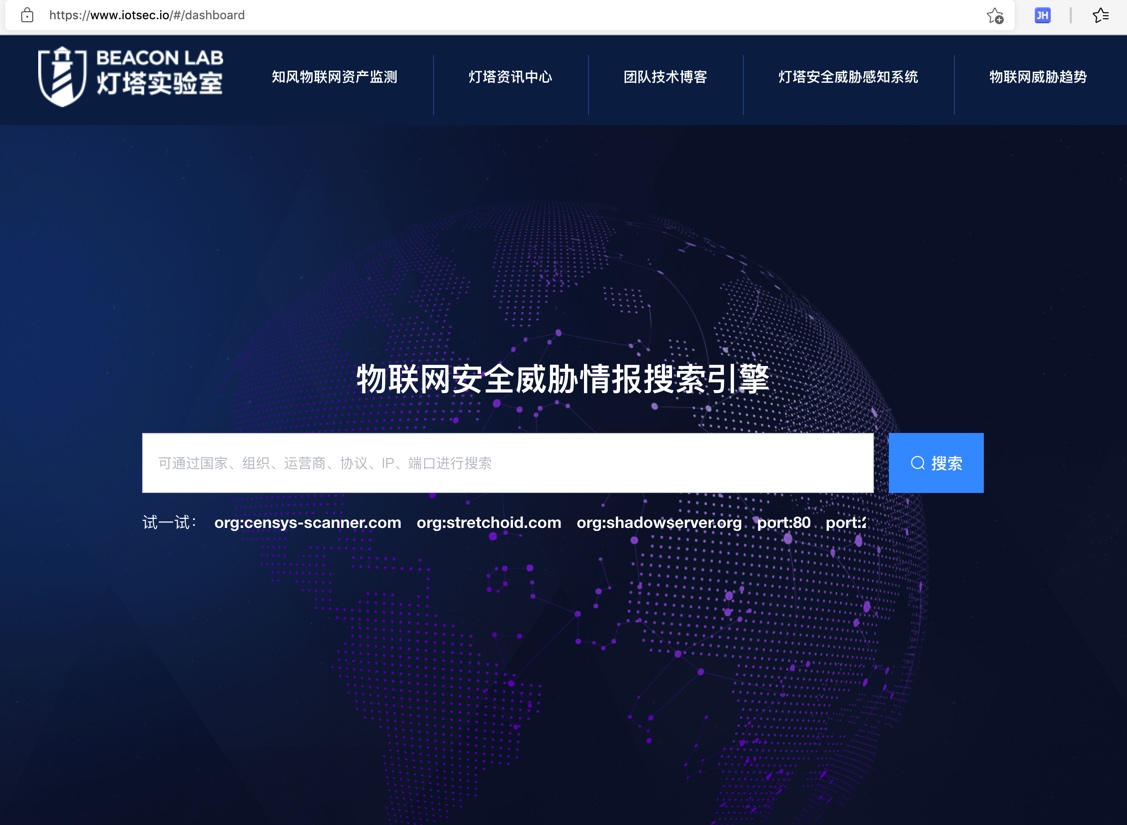 https://www.iotsec.io/#/dashboard
JH
BEACON LAB
灯塔实验室
知风物联网资产监测
灯塔资讯中心
团队技术博客
灯塔安全威胁感知系统
物联网威胁趋势
物联网安全威胁情报搜索引擎
可通过国家、组织、运营商、协议、IP、端口进行搜索
搜索
试一试： org:censys-scanner.com org:stretchoid.com org:shadowserver.org port:80 port:2